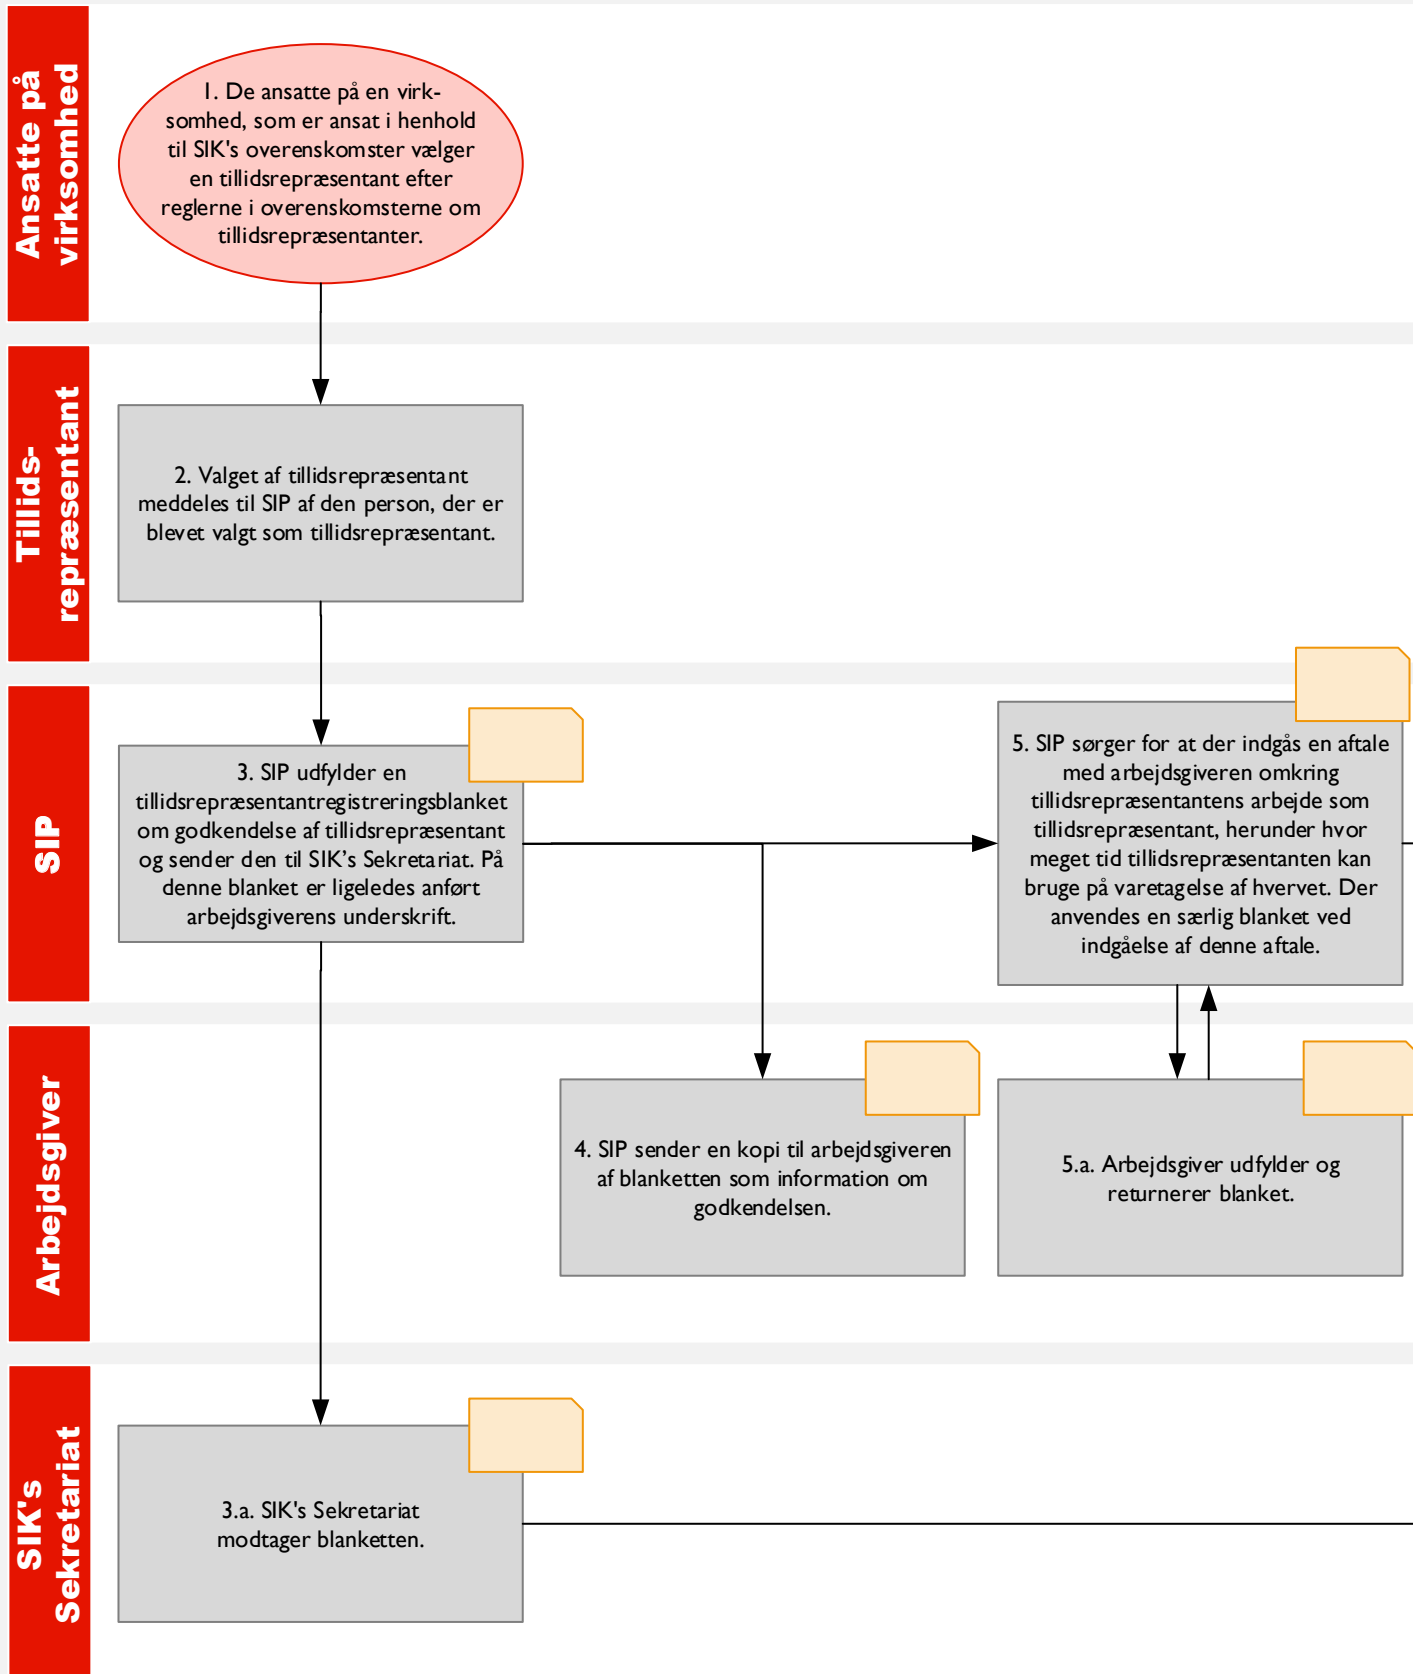 Ansatte på
virksomhed
1. De ansatte på en virk-
somhed, som er ansat i henhold
til SIK's overenskomster vælger
en tillidsrepræsentant efter
reglerne i overenskomsterne om
tillidsrepræsentanter.
Tillids-
repræsentant
2. Valget af tillidsrepræsentant
meddeles til SIP af den person, der er
blevet valgt som tillidsrepræsentant.
SIP
3. SIP udfylder en
tillidsrepræsentantregistreringsblanket
om godkendelse af tillidsrepræsentant
og sender den til SIK’s Sekretariat. På
denne blanket er ligeledes anført
arbejdsgiverens underskrift.
5. SIP sørger for at der indgås en aftale
med arbejdsgiveren omkring
tillidsrepræsentantens arbejde som
tillidsrepræsentant, herunder hvor
meget tid tillidsrepræsentanten kan
bruge på varetagelse af hvervet. Der
anvendes en særlig blanket ved
indgåelse af denne aftale.
Arbejdsgiver
4. SIP sender en kopi til arbejdsgiveren
af blanketten som information om
godkendelsen.
5.a. Arbejdsgiver udfylder og
returnerer blanket.
SIK's
Sekretariat
3.a. SIK's Sekretariat
modtager blanketten.